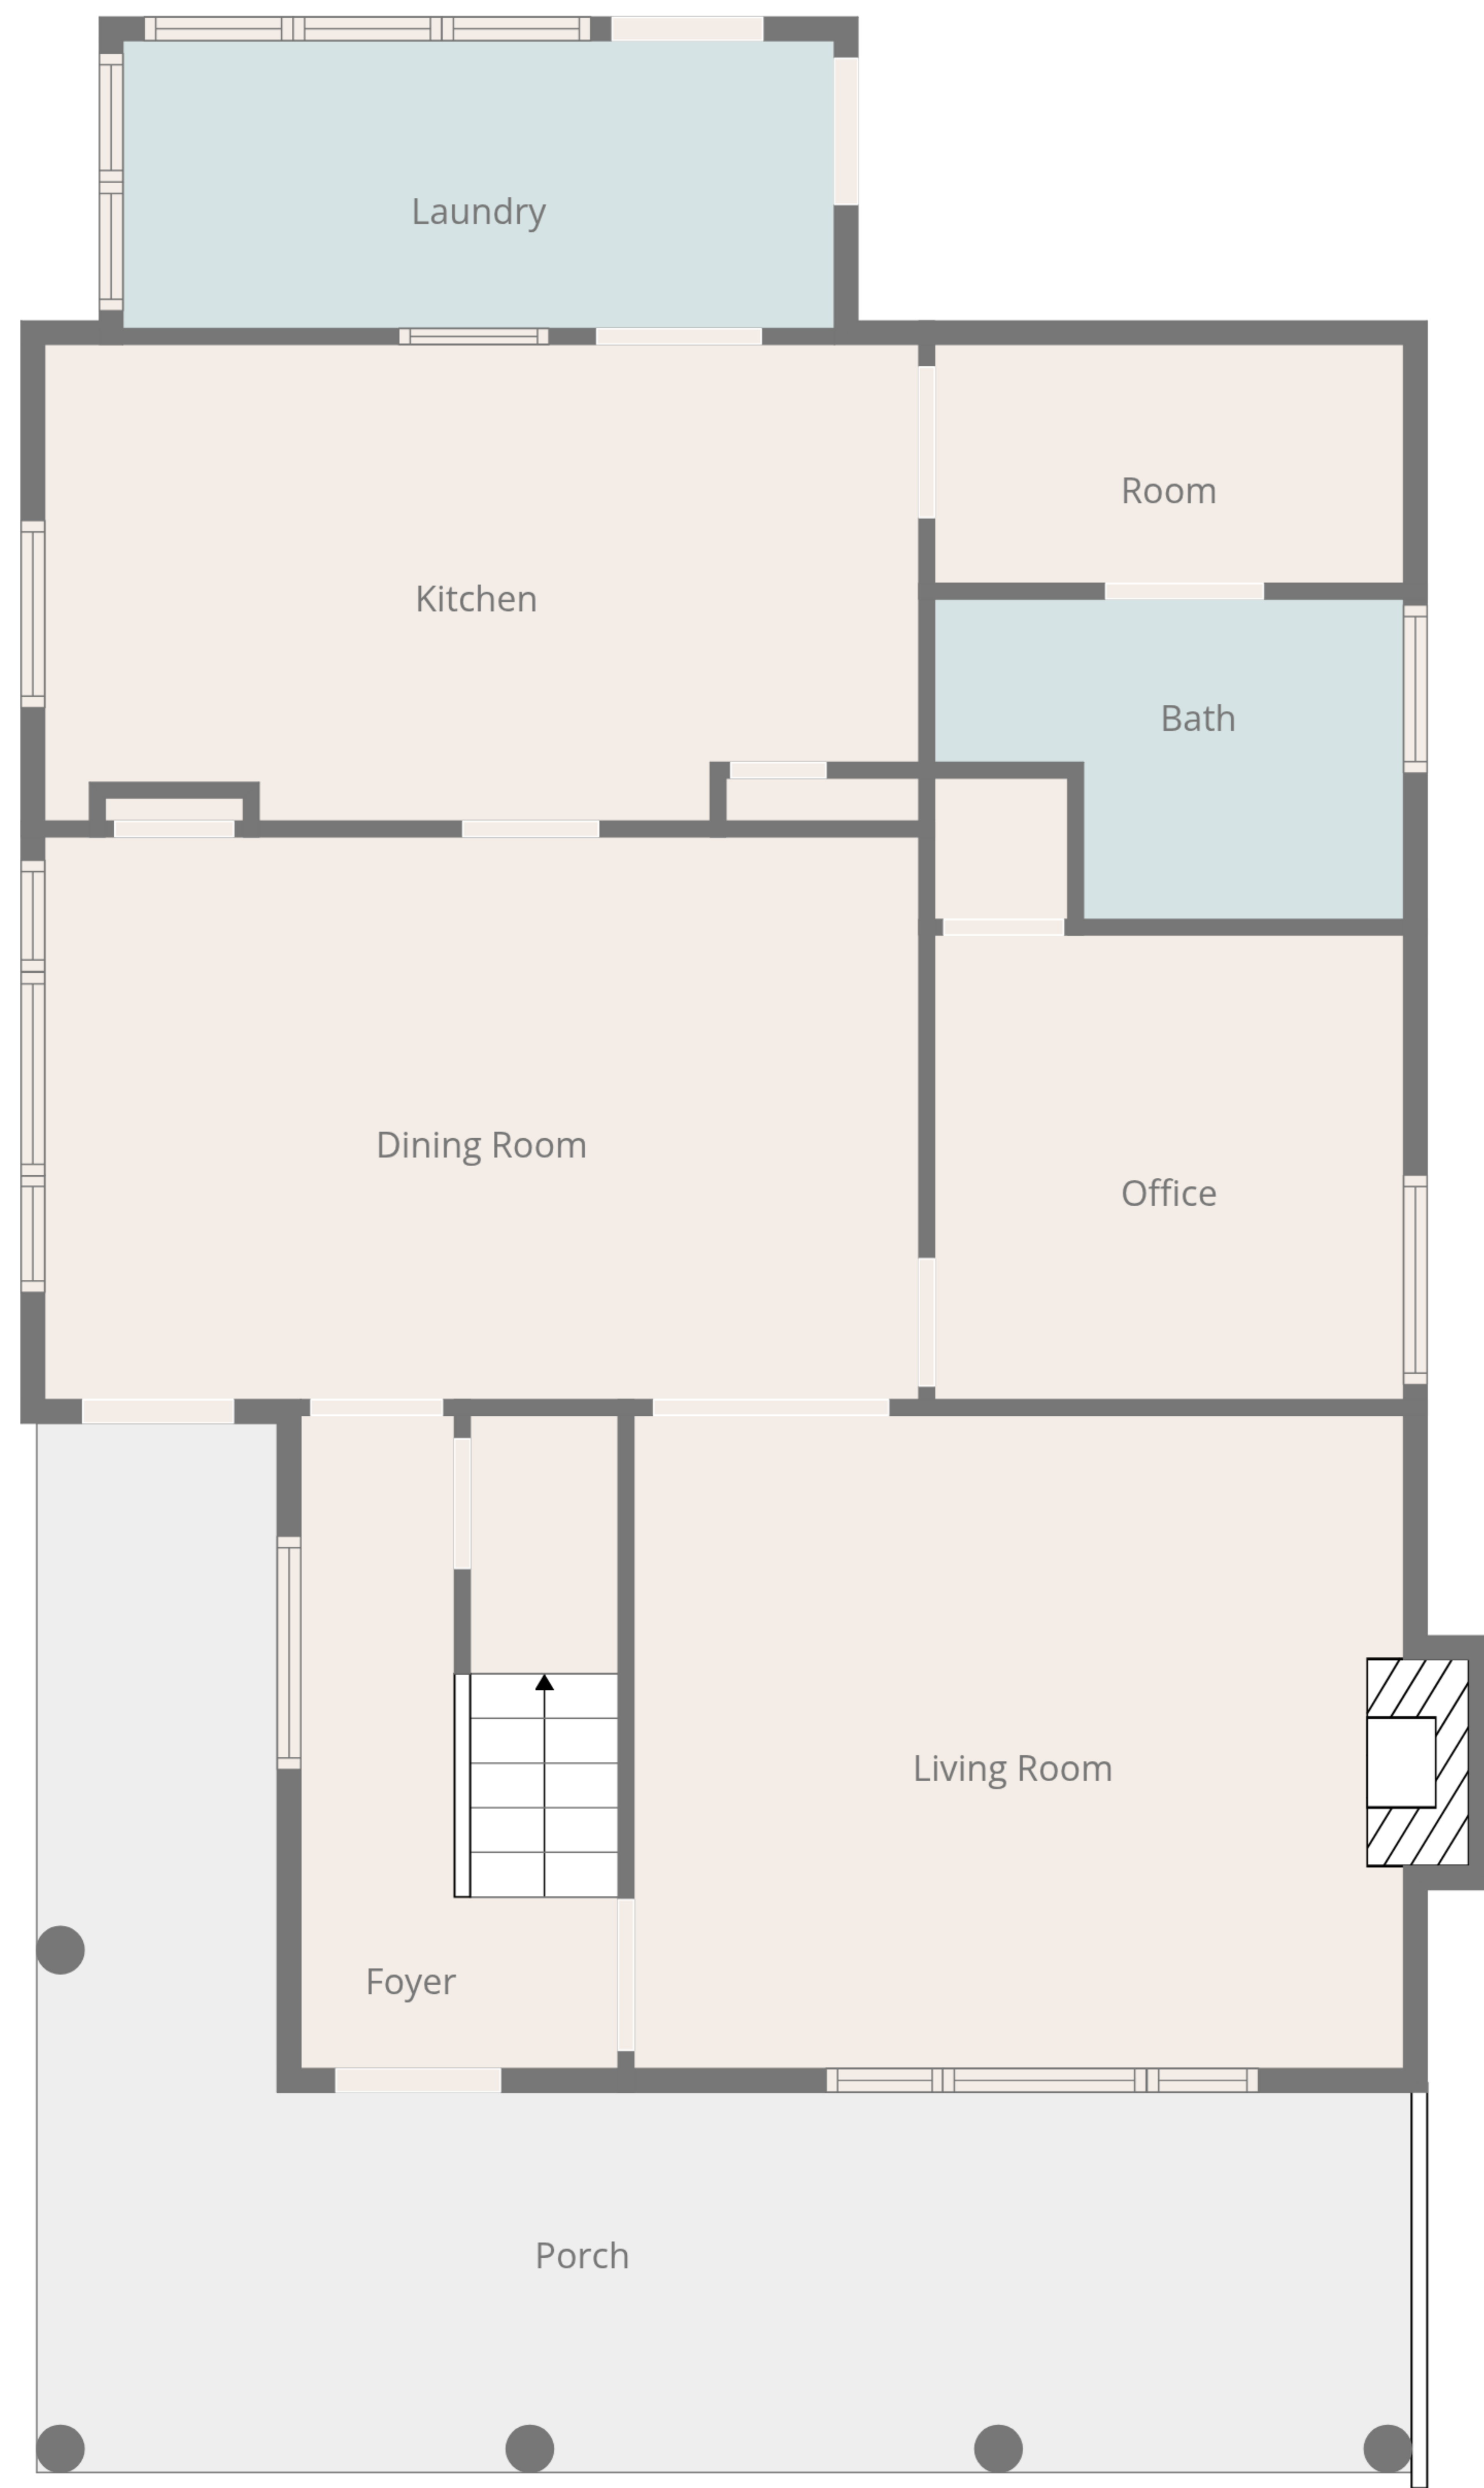 Laundry
Room
Kitchen
Bath
Dining Room
Office
Living Room
Foyer
Porch